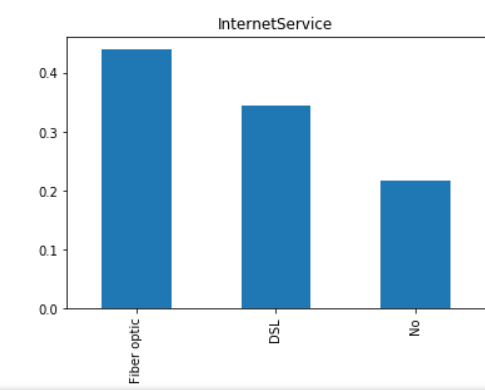 InternetService
0.4
0.3
0.2
0.1
0.0
Fiber optic
DSL
No